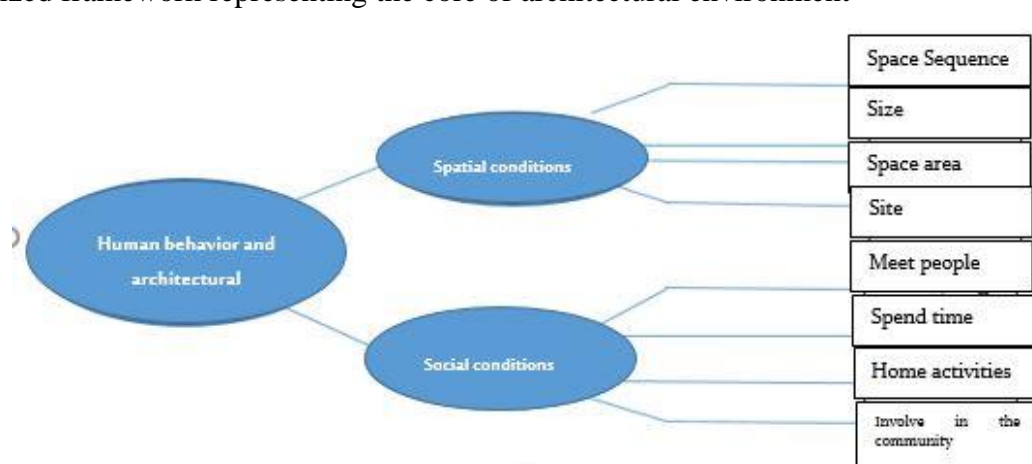 framework representing the core of architectural environment
Space Sequence
Size
Spatial conditions
Space area
Site
Human behavior and
architectural
Meet people
Spend time
Social conditions
Home activities
Involve in the
community